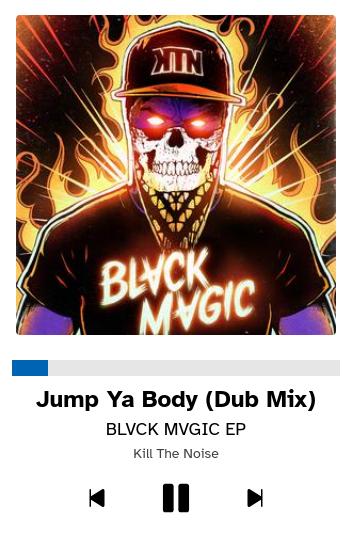 KTN
BLVCK
MVGIC
Jump Ya Body (Dub Mix)
BLVCK MVGIC EP
Kill The Noise